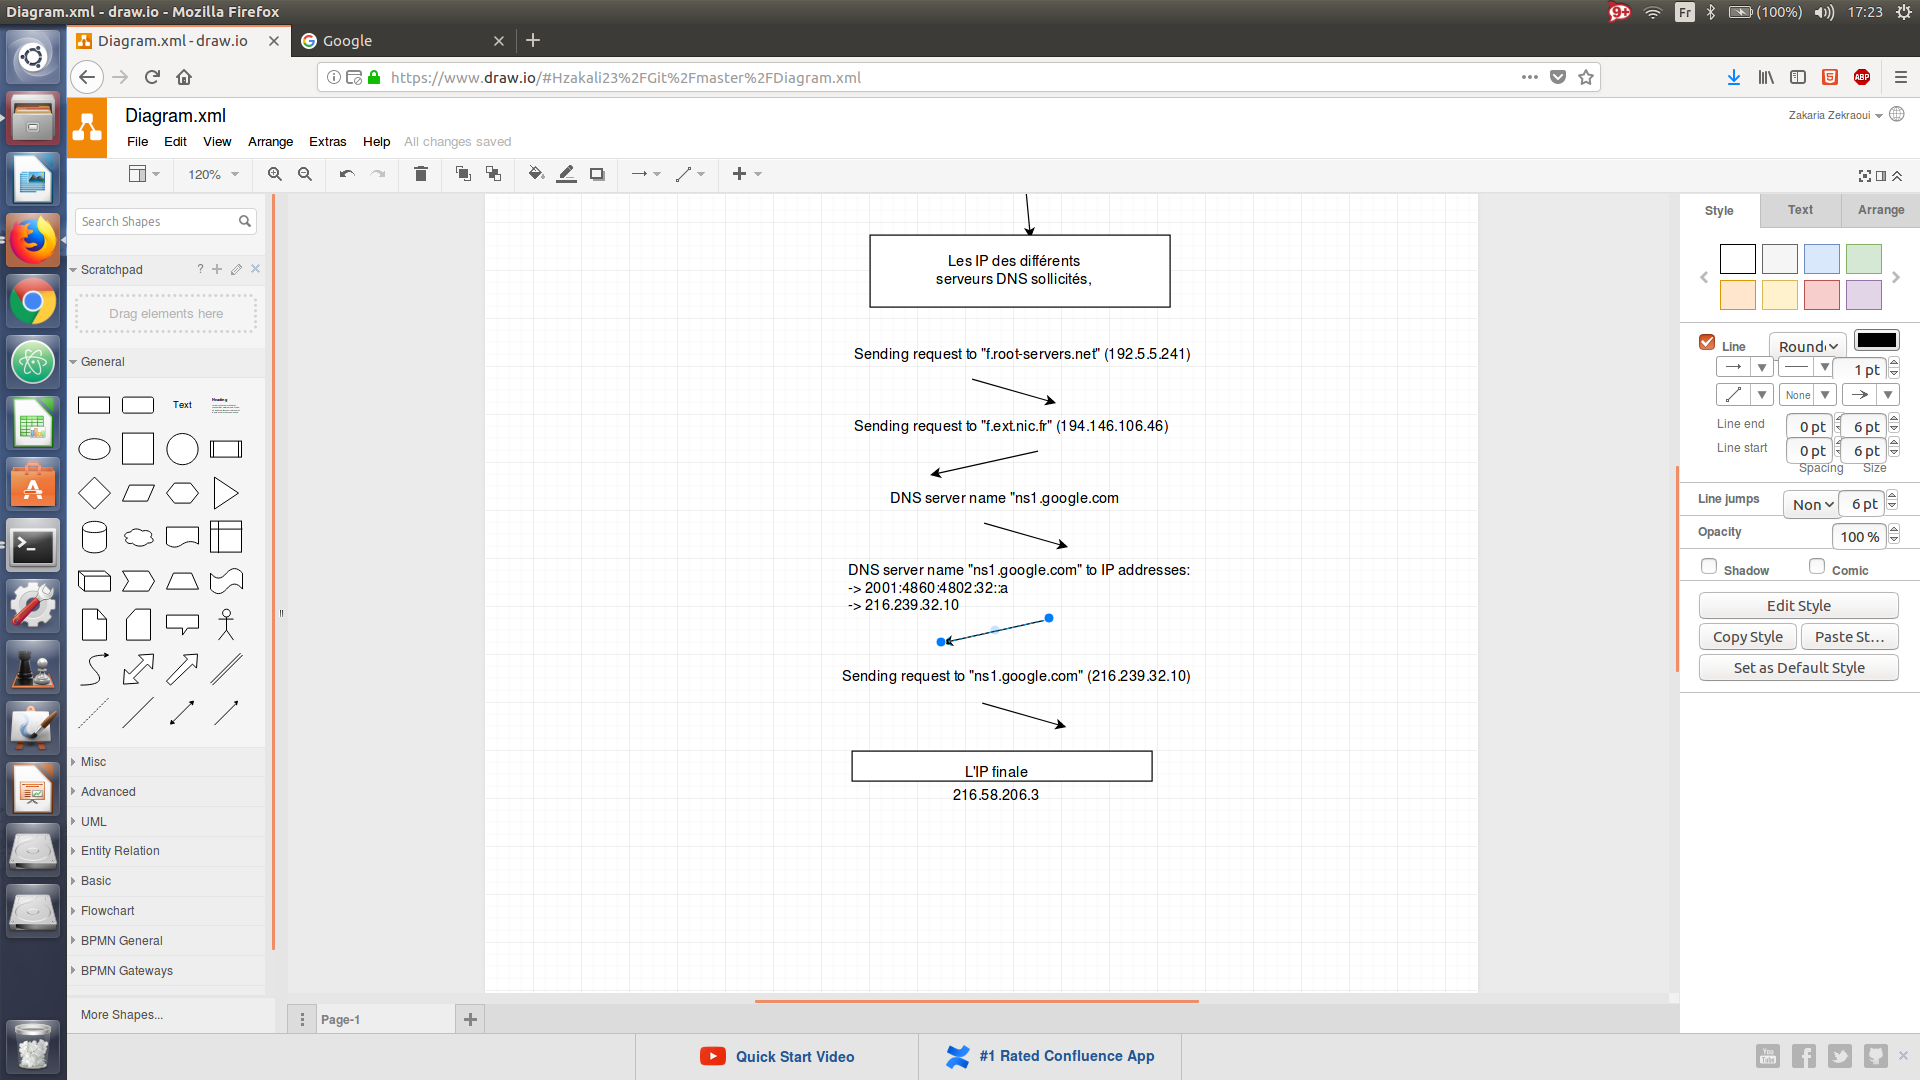 Diagram.xml - draw.io - Mozilla Firefox
9+ Fr (100%) 17:23
Diagram.xml - draw.io
Google
https://www.draw.io/#Hzakali23%2FGit%2Fmaster%2FDiagram.xml
ABP
Diagram.xml
Zakaria Zekraoui
File Edit View Arrange Extras Help All changes saved
120%
Search Shapes
Scratchpad ?
Drag elements here
General
Text
Heading
Misc
Advanced
UML
Entity Relation
Basic
Flowchart
BPMN General
BPMN Gateways
More Shapes...
Les IP des différents
serveurs DNS sollicités,
Sending request to "f.root-servers.net" (192.5.5.241)
Sending request to "f.ext.nic.fr" (194.146.106.46)
DNS server name "ns1.google.com
DNS server name "ns1.google.com" to IP addresses:
-> 2001:4860:4802:32::a
-> 216.239.32.10
Sending request to "ns1.google.com" (216.239.32.10)
L'IP finale
216.58.206.3
Page-1
Style Text Arrange
Line Round
1 pt
None
Line end 0 pt 6 pt
Line start 0 pt 6 pt
Spacing Size
Line jumps Non 6 pt
Opacity 100 %
Shadow Comic
Edit Style
Copy Style Paste St...
Set as Default Style
Quick Start Video
#1 Rated Confluence App
You Tube